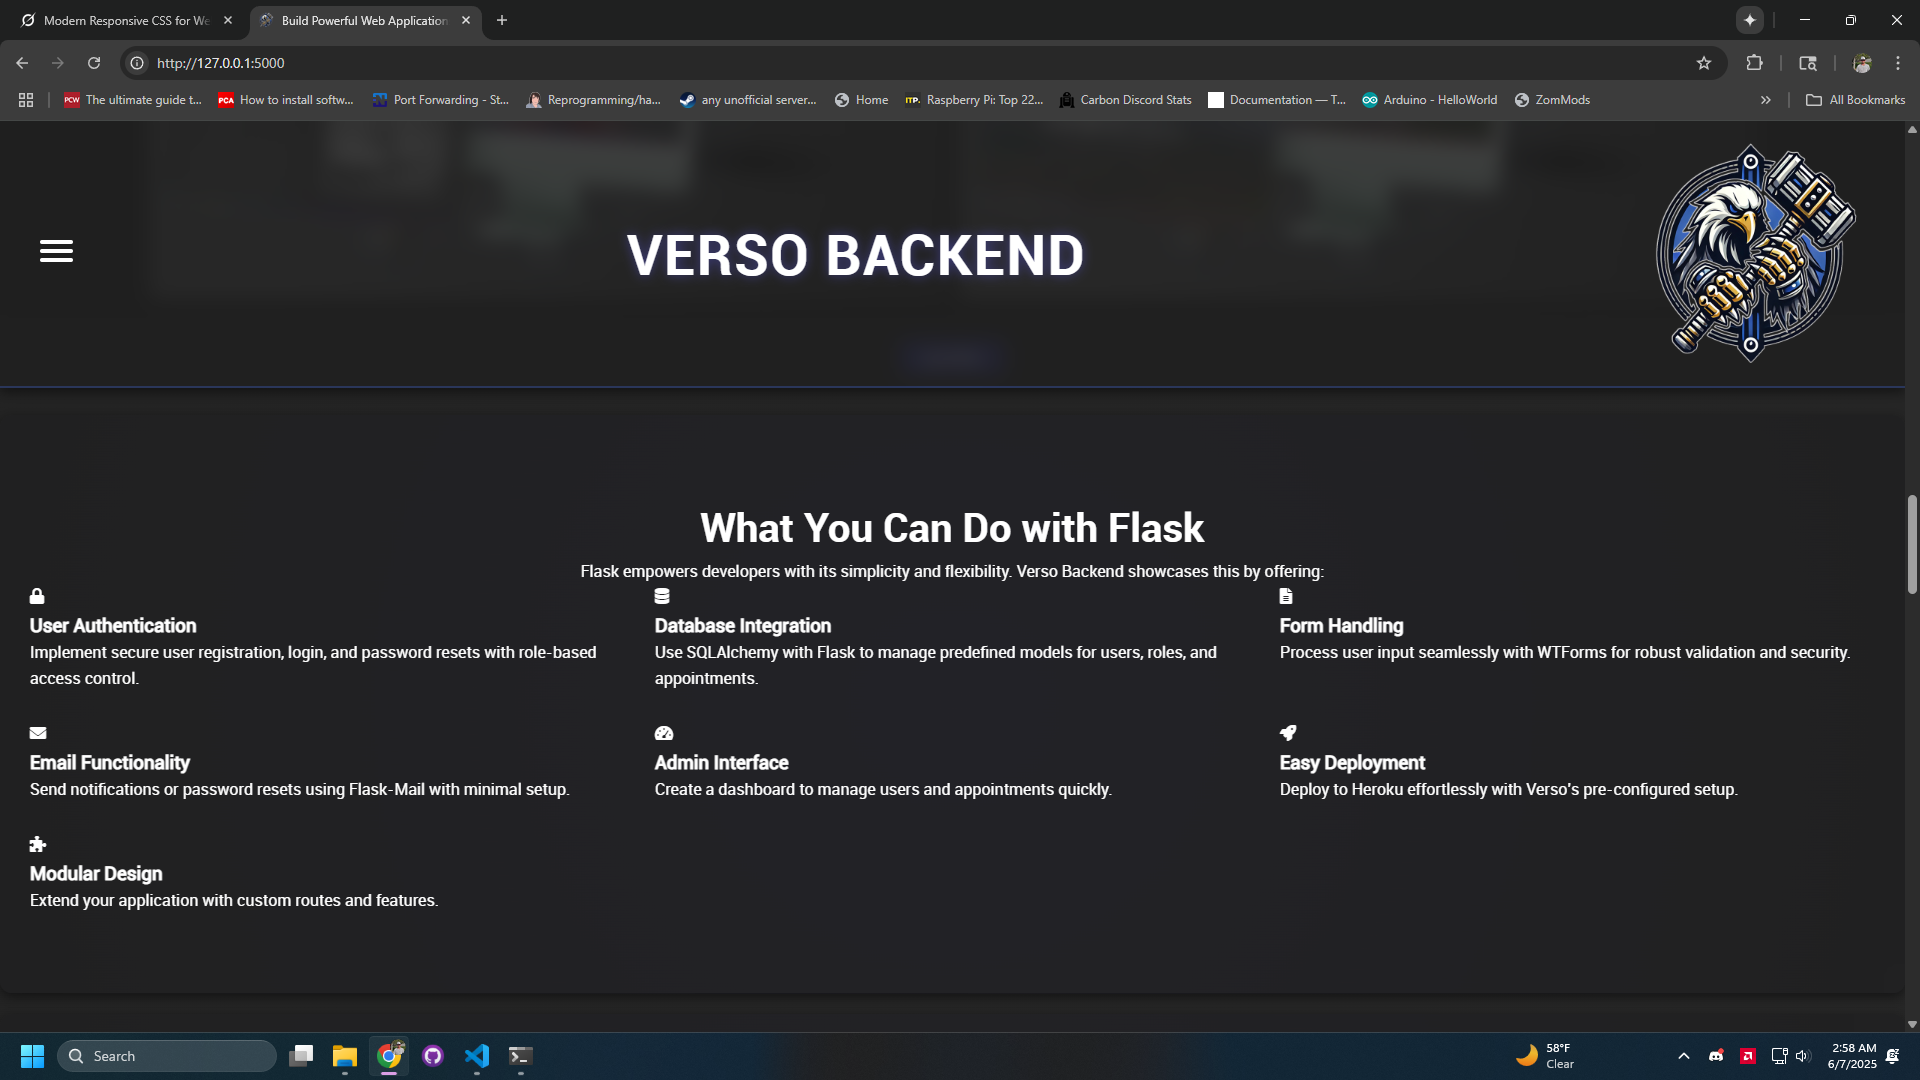 Modern Responsive CSS for We
Build Powerful Web Application
http://127.0.0.1:5000
PCW
The ultimate guide t...
PCA
How to install softw...
Port Forwarding - St...
Reprogramming/ha...
any unofficial server...
Home
ITP.
Raspberry Pi: Top 22...
Carbon Discord Stats
Documentation — T...
Arduino - HelloWorld
ZomMods
All Bookmarks
VERSO BACKEND
What You Can Do with Flask
Flask empowers developers with its simplicity and flexibility. Verso Backend showcases this by offering:
User Authentication
Implement secure user registration, login, and password resets with role-based
access control.
Database Integration
Use SQLAlchemy with Flask to manage predefined models for users, roles, and
appointments.
Form Handling
Process user input seamlessly with WTForms for robust validation and security.
Email Functionality
Send notifications or password resets using Flask-Mail with minimal setup.
Admin Interface
Create a dashboard to manage users and appointments quickly.
Easy Deployment
Deploy to Heroku effortlessly with Verso's pre-configured setup.
Modular Design
Extend your application with custom routes and features.
Search
58°F
Clear
2:58 AM
6/7/2025